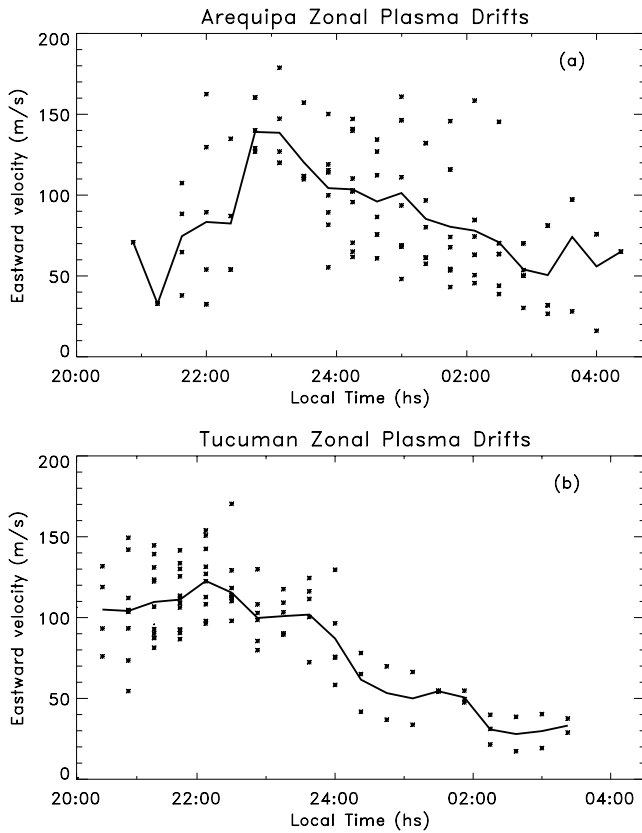 Arequipa Zonal Plasma Drifts
(a)
Eastward velocity (m/s)
200
150
100
50
0
20:00 22:00 24:00 02:00 04:00
Local Time (hs)
Tucuman Zonal Plasma Drifts
(b)
Eastward velocity (m/s)
200
150
100
50
0
20:00 22:00 24:00 02:00 04:00
Local Time (hs)